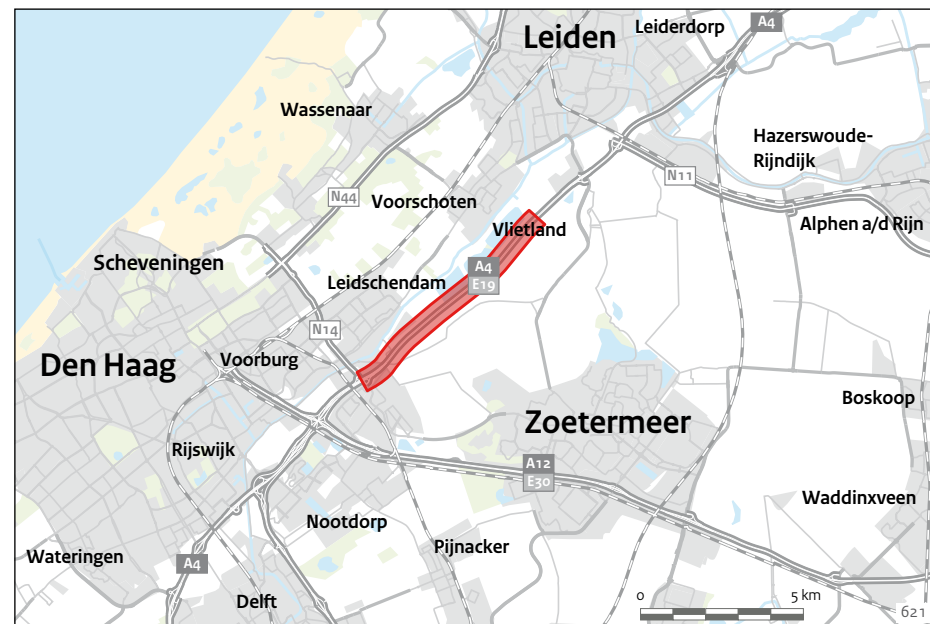 Leiden
Leiderdorp
A4
Wassenaar
Hazerswoude-
Rijndijk
N11
N44
Voorschoten
Vlietland
Alphen a/d Rijn
Scheveningen
Leidschendam
A4
E19
N14
Den Haag
Voorburg
Boskoop
Zoetermeer
Rijswijk
A12
E30
Waddinxveen
Nootdorp
Pijnacker
Wateringen
A4
Delft
0 5 km
621